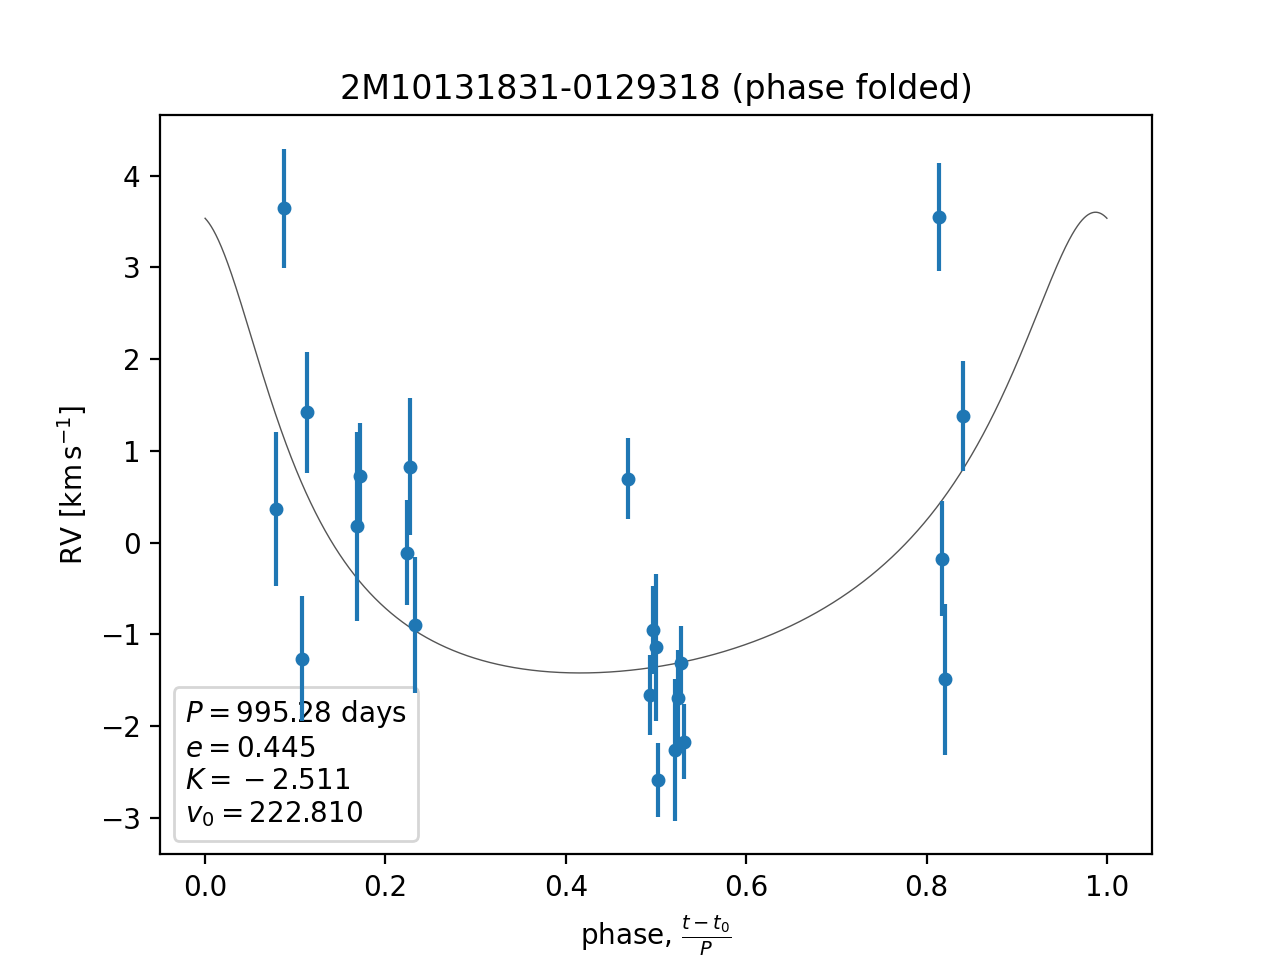 2M10131831-0129318 (phase folded)
RV [km s⁻¹]
4
3
2
1
0
−1
−2
−3
P = 995.28 days
e = 0.445
K = −2.511
v₀ = 222.810
0.0 0.2 0.4 0.6 0.8 1.0
phase, (t − t₀)/P